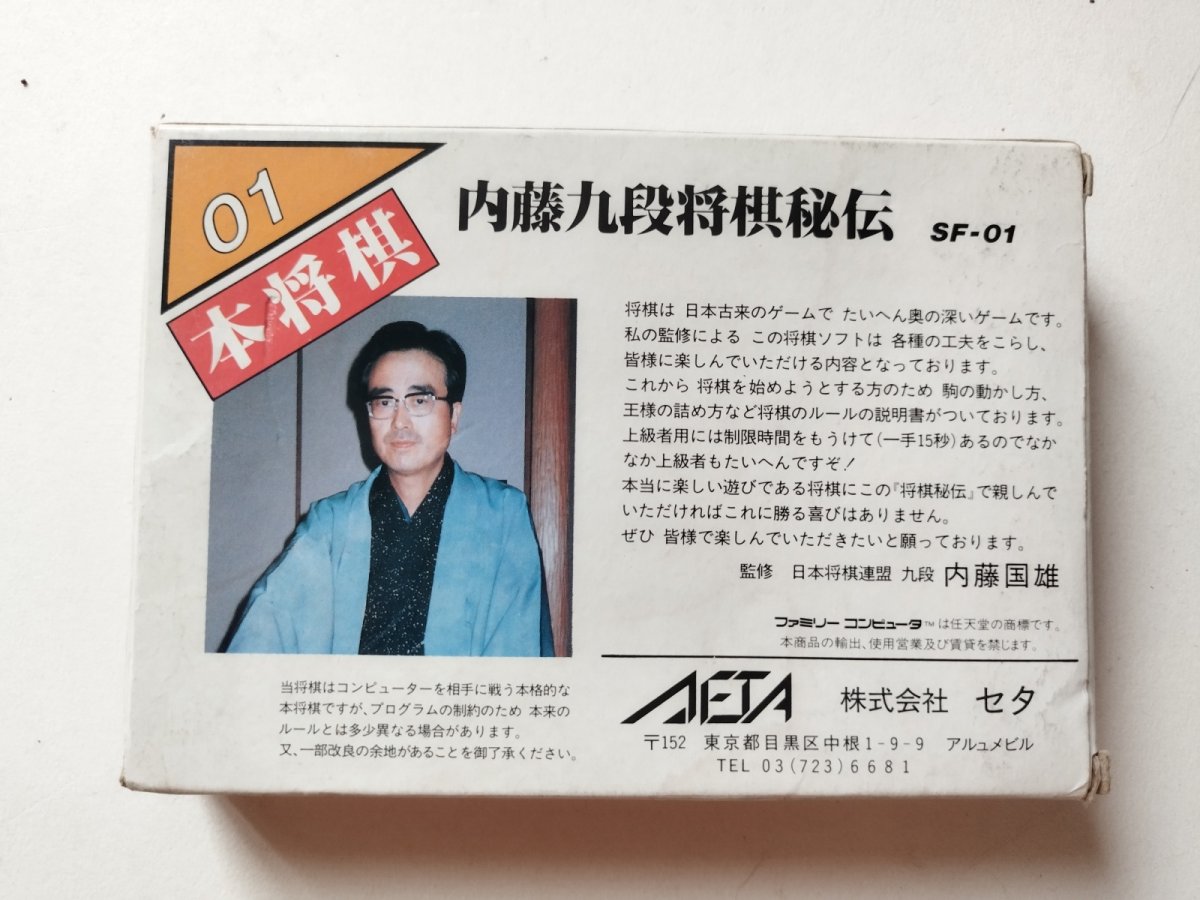 01
本将棋
内藤九段将棋秘伝 SF-01
将棋は 日本古来のゲームで たいへん奥の深いゲームです。
私の監修による この将棋ソフトは 各種の工夫をこらし、
皆様に楽しんでいただける内容となっております。
これから 将棋を始めようとする方のため 駒の動かし方、
王様の詰め方など将棋のルールの説明書がついております。
上級者用には制限時間をもうけて(一手15秒)あるのでなか
なか上級者もたいへんですぞ!
本当に楽しい遊びである将棋にこの『将棋秘伝』で親しんで
いただければこれに勝る喜びはありません。
ぜひ 皆様で楽しんでいただきたいと願っております。
監修 日本将棋連盟 九段 内藤国雄
ファミリーコンピュータ™は任天堂の商標です。
本商品の輸出、使用営業及び賃貸を禁じます。
当将棋はコンピューターを相手に戦う本格的な
本将棋ですが、プログラムの制約のため 本来の
ルールとは多少異なる場合があります。
又、一部改良の余地があることを御了承ください。
SETA 株式会社 セタ
〒152 東京都目黒区中根1-9-9 アルュメビル
TEL 03(723)6681